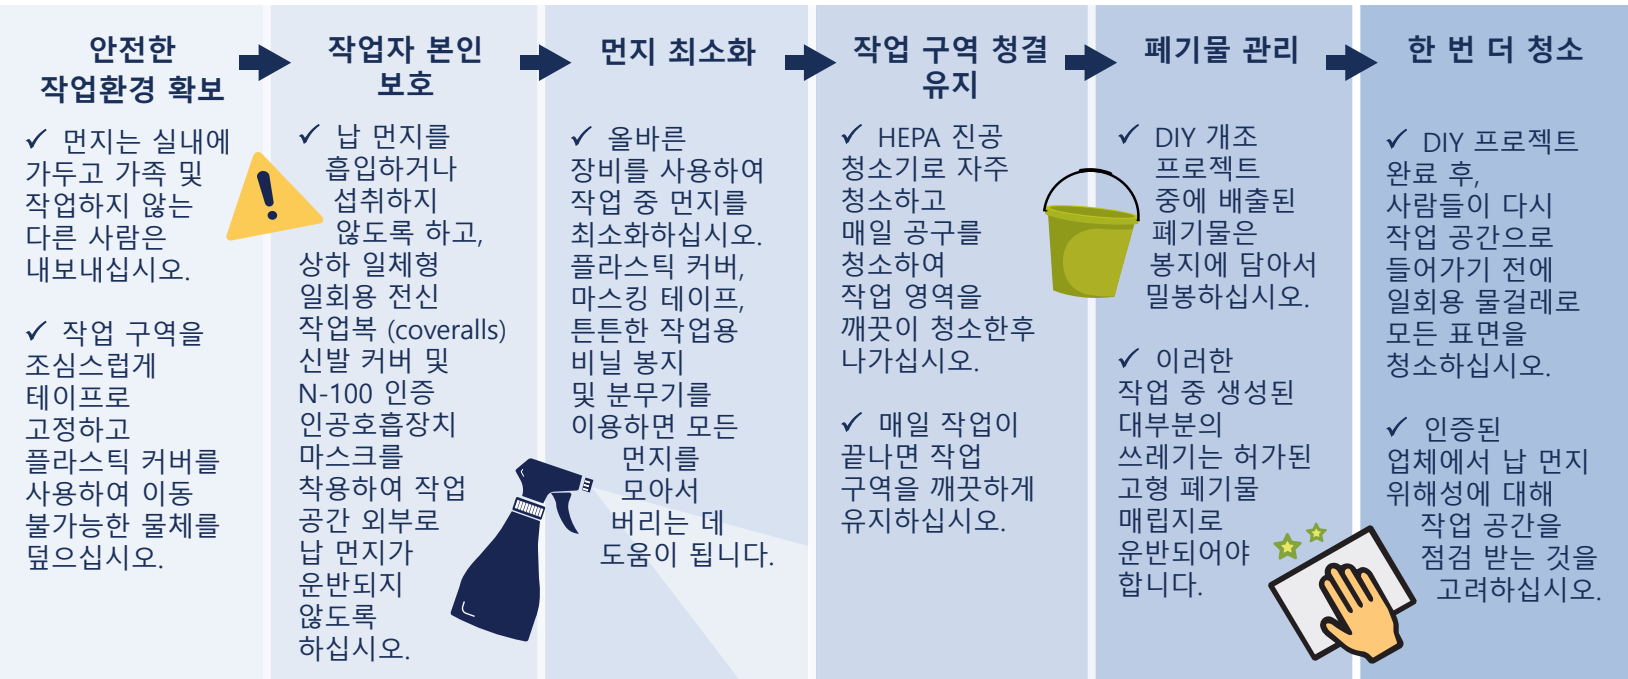 안전한
작업환경 확보
✓ 먼지는 실내에
가두고 가족 및
작업하지 않는
다른 사람은
내보내십시오.
✓ 작업 구역을
조심스럽게
테이프로
고정하고
플라스틱 커버를
사용하여 이동
불가능한 물체를
덮으십시오.
작업자 본인
보호
✓ 납 먼지를
흡입하거나
섭취하지
않도록 하고,
상하 일체형
일회용 전신
작업복 (coveralls)
신발 커버 및
N-100 인증
인공호흡장치
마스크를
착용하여 작업
공간 외부로
납 먼지가
운반되지
않도록
하십시오.
먼지 최소화
✓ 올바른
장비를 사용하여
작업 중 먼지를
최소화하십시오.
플라스틱 커버,
마스킹 테이프,
튼튼한 작업용
비닐 봉지
및 분무기를
이용하면 모든
먼지를
모아서
버리는 데
도움이 됩니다.
작업 구역 청결
유지
✓ HEPA 진공
청소기로 자주
청소하고
매일 공구를
청소하여
작업 영역을
깨끗이 청소한후
나가십시오.
✓ 매일 작업이
끝나면 작업
구역을 깨끗하게
유지하십시오.
폐기물 관리
✓ DIY 개조
프로젝트
중에 배출된
폐기물은
봉지에 담아서
밀봉하십시오.
✓ 이러한
작업 중 생성된
대부분의
쓰레기는 허가된
고형 폐기물
매립지로
운반되어야
합니다.
한 번 더 청소
✓ DIY 프로젝트
완료 후,
사람들이 다시
작업 공간으로
들어가기 전에
일회용 물걸레로
모든 표면을
청소하십시오.
✓ 인증된
업체에서 납 먼지
위해성에 대해
작업 공간을
점검 받는 것을
고려하십시오.